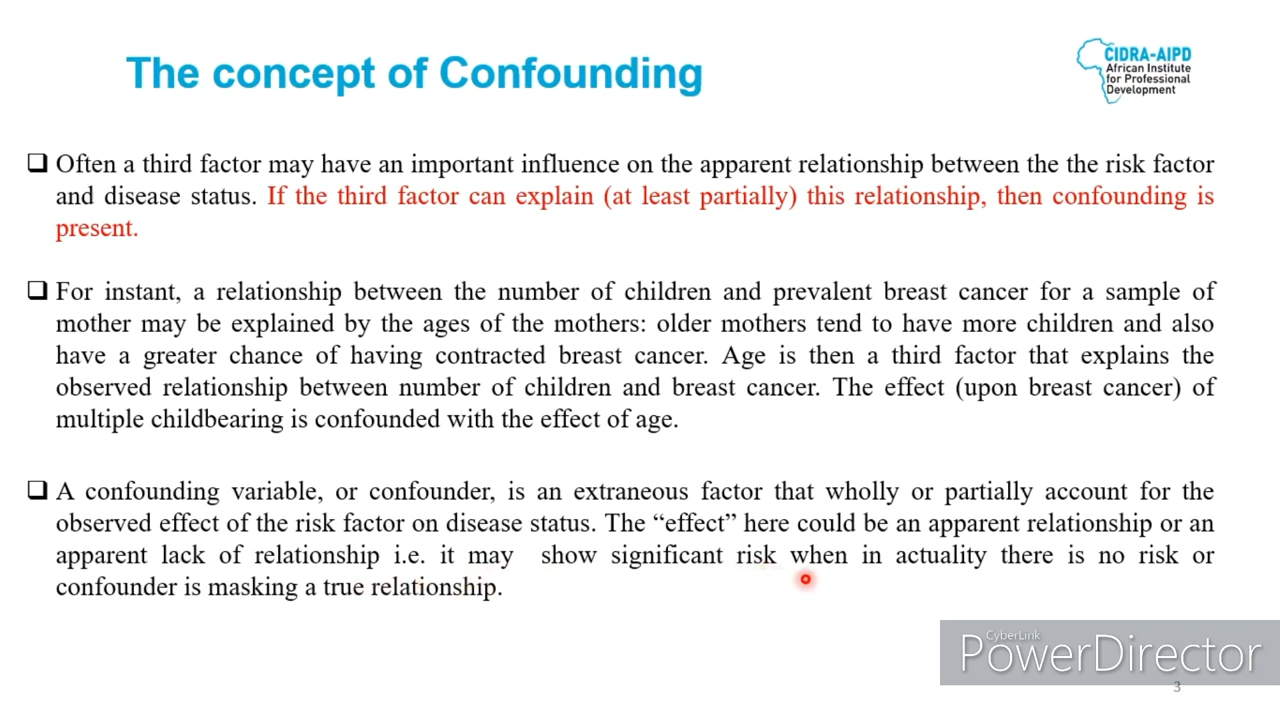 The concept of Confounding
CIDRA-AIPD
African Institute
for Professional
Development
Often a third factor may have an important influence on the apparent relationship between the the risk factor
and disease status. If the third factor can explain (at least partially) this relationship, then confounding is
present.
For instant, a relationship between the number of children and prevalent breast cancer for a sample of
mother may be explained by the ages of the mothers: older mothers tend to have more children and also
have a greater chance of having contracted breast cancer. Age is then a third factor that explains the
observed relationship between number of children and breast cancer. The effect (upon breast cancer) of
multiple childbearing is confounded with the effect of age.
A confounding variable, or confounder, is an extraneous factor that wholly or partially account for the
observed effect of the risk factor on disease status. The “effect” here could be an apparent relationship or an
apparent lack of relationship i.e. it may show significant risk when in actuality there is no risk or
confounder is masking a true relationship.
CyberLink
PowerDirector
3